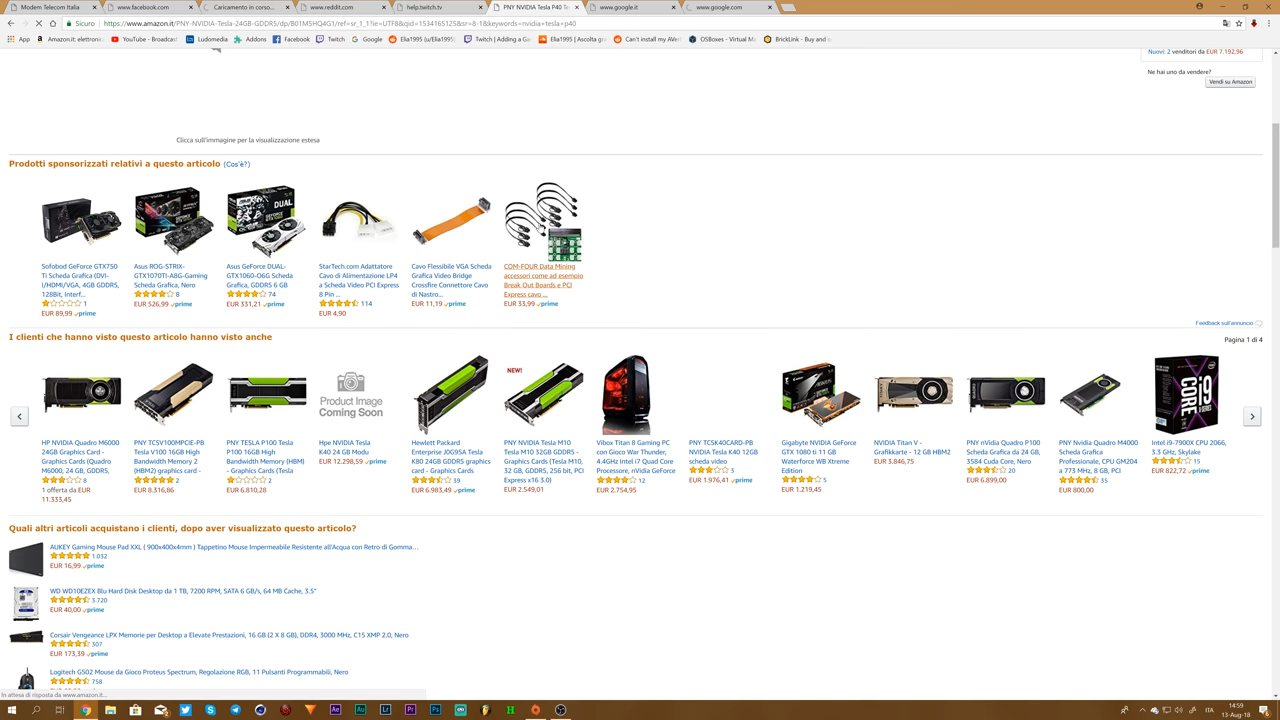 Modern Telecom Italia
www.facebook.com
Caricamento in corso...
www.reddit.com
help.twitch.tv
PNY NVIDIA Tesla P40 Te
www.google.it
www.google.com
Sicuro
https://www.amazon.it/PNY-NVIDIA-Tesla-24GB-GDDR5/dp/B01M5HQ4G1/ref=sr_1_1?ie=UTF8&qid=1534165125&sr=8-1&keywords=nvidia+tesla+p40
App
Amazon.it: elettronic
YouTube - Broadcast
Ludomedia
Addons
Facebook
Twitch
Google
Elia1995 (u/Elia1995)
Twitch | Adding a Ga
Elia1995 | Ascolta gr
Can't install my AVer
OSBoxes - Virtual Ma
BrickLink - Buy and s
Nuovi: 2 venditori da EUR 7.192,96
Ne hai uno da vendere?
Vendi su Amazon
Clicca sull'immagine per la visualizzazione estesa
Prodotti sponsorizzati relativi a questo articolo (Cos'è?)
Sofobod GeForce GTX750
Ti Scheda Grafica (DVI-
I/HDMI/VGA, 4GB GDDR5,
128Bit, Interf...
1
EUR 89,99 prime
Asus ROG-STRIX-
GTX1070TI-A8G-Gaming
Scheda Grafica, Nero
8
EUR 526,99 prime
Asus GeForce DUAL-
GTX1060-O6G Scheda
Grafica, GDDR5 6 GB
74
EUR 331,21 prime
StarTech.com Adattatore
Cavo di Alimentazione LP4
a Scheda Video PCI Express
8 Pin ...
114
EUR 4,90
Cavo Flessibile VGA Scheda
Grafica Video Bridge
Crossfire Connettore Cavo
di Nastro...
EUR 11,19 prime
COM-FOUR Data Mining
accessori come ad esempio
Break Out Boards e PCI
Express cavo ...
EUR 33,99 prime
Feedback sull'annuncio
I clienti che hanno visto questo articolo hanno visto anche
Pagina 1 di 4
HP NVIDIA Quadro M6000
24GB Graphics Card -
Graphics Cards (Quadro
M6000, 24 GB, GDDR5,
8
1 offerta da EUR
11.333,45
PNY TCSV100MPCIE-PB
Tesla V100 16GB High
Bandwidth Memory 2
(HBM2) graphics card -
2
EUR 8.316,86
PNY TESLA P100 Tesla
P100 16GB High
Bandwidth Memory (HBM)
- Graphics Cards (Tesla
2
EUR 6.810,28
Product Image
Coming Soon
Hpe NVIDIA Tesla
K40 24 GB Modu
EUR 12.298,59 prime
Hewlett Packard
Enterprise J0G95A Tesla
K80 24GB GDDR5 graphics
card - Graphics Cards
39
EUR 6.983,49 prime
NEW!
PNY NVIDIA Tesla M10
Tesla M10 32GB GDDR5 -
Graphics Cards (Tesla M10,
32 GB, GDDR5, 256 bit, PCI
Express x16 3.0)
EUR 2.549,01
Vibox Titan 8 Gaming PC
con Gioco War Thunder,
4.4GHz Intel i7 Quad Core
Processore, nVidia GeForce
12
EUR 2.754,95
PNY TCSK40CARD-PB
NVIDIA Tesla K40 12GB
scheda video
3
EUR 1.976,41 prime
Gigabyte NVIDIA GeForce
GTX 1080 ti 11 GB
Waterforce WB Xtreme
Edition
5
EUR 1.219,45
NVIDIA Titan V -
Grafikkarte - 12 GB HBM2
EUR 3.846,75
PNY nVidia Quadro P100
Scheda Grafica da 24 GB,
3584 Cuda Core, Nero
20
EUR 6.899,00
PNY Nvidia Quadro M4000
Scheda Grafica
Professionale, CPU GM204
a 773 MHz, 8 GB, PCI
35
EUR 800,00
CORE i9
Intel i9-7900X CPU 2066,
3.3 GHz, Skylake
15
EUR 822,72 prime
Quali altri articoli acquistano i clienti, dopo aver visualizzato questo articolo?
AUKEY Gaming Mouse Pad XXL ( 900x400x4mm ) Tappetino Mouse Impermeabile Resistente all'Acqua con Retro di Gomma...
1.032
EUR 16,99 prime
WD WD10EZEX Blu Hard Disk Desktop da 1 TB, 7200 RPM, SATA 6 GB/s, 64 MB Cache, 3.5"
3.720
EUR 40,00 prime
Corsair Vengeance LPX Memorie per Desktop a Elevate Prestazioni, 16 GB (2 X 8 GB), DDR4, 3000 MHz, C15 XMP 2.0, Nero
307
EUR 173,39 prime
Logitech G502 Mouse da Gioco Proteus Spectrum, Regolazione RGB, 11 Pulsanti Programmabili, Nero
758
In attesa di risposta da www.amazon.it...
Ae
Au
Lr
Pr
Ps
H
ITA
14:59
13-Aug-18